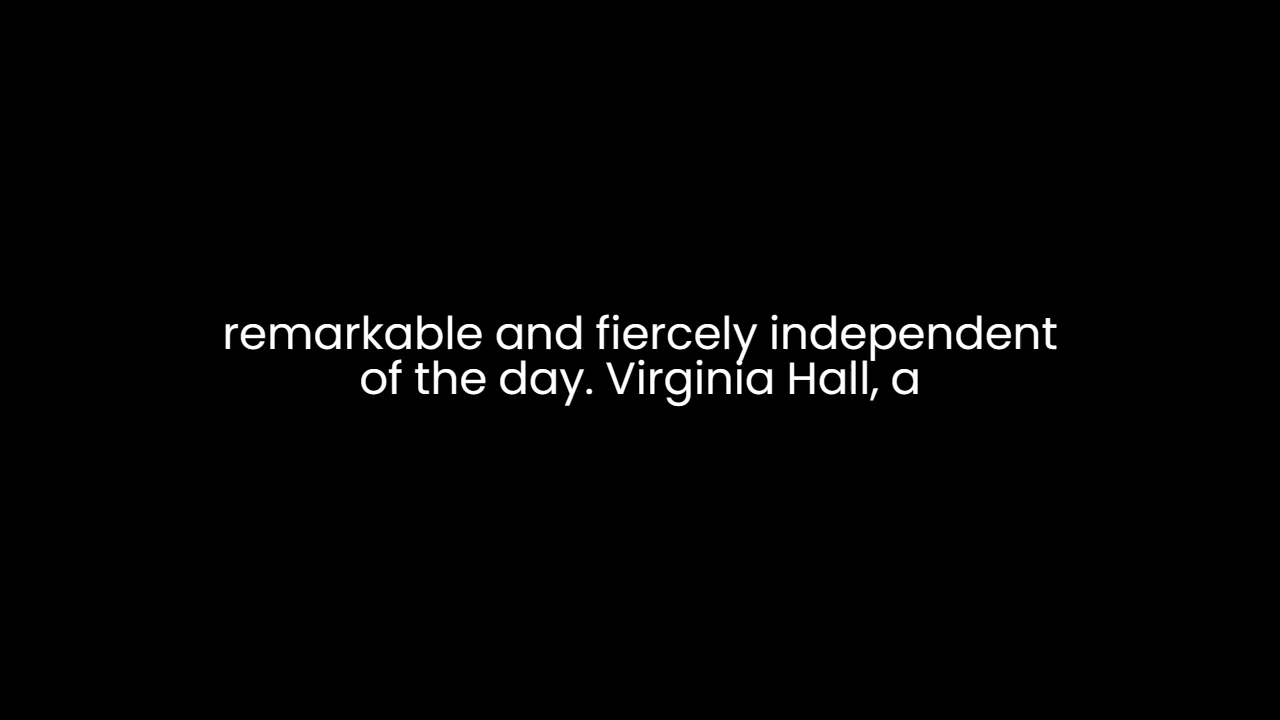 remarkable and fiercely independent
of the day. Virginia Hall, a